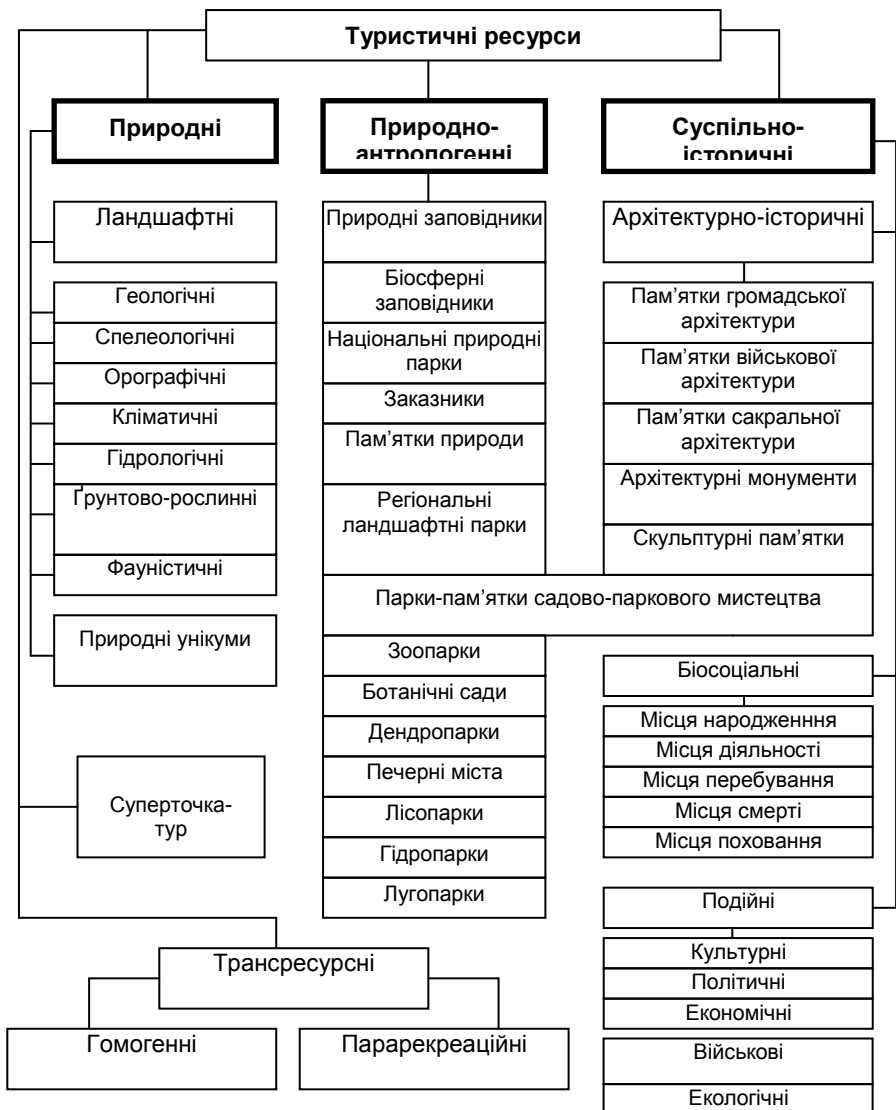 Туристичні ресурси
Природні
Природно-
антропогенні
Суспільно-
історичні
Ландшафтні
Геологічні
Спелеологічні
Орографічні
Кліматичні
Гідрологічні
Ґрунтово-рослинні
Фауністичні
Природні унікуми
Суперточка-
тур
Природні заповідники
Біосферні
заповідники
Національні природні
парки
Заказники
Пам’ятки природи
Регіональні
ландшафтні парки
Парки-пам’ятки садово-паркового мистецтва
Зоопарки
Ботанічні сади
Дендропарки
Печерні міста
Лісопарки
Гідропарки
Лугопарки
Архітектурно-історичні
Пам’ятки громадської
архітектури
Пам’ятки військової
архітектури
Пам’ятки сакральної
архітектури
Архітектурні монументи
Скульптурні пам’ятки
Біосоціальні
Місця народженння
Місця діяльності
Місця перебування
Місця смерті
Місця поховання
Подійні
Культурні
Політичні
Економічні
Військові
Екологічні
Трансресурсні
Гомогенні
Парарекреаційні